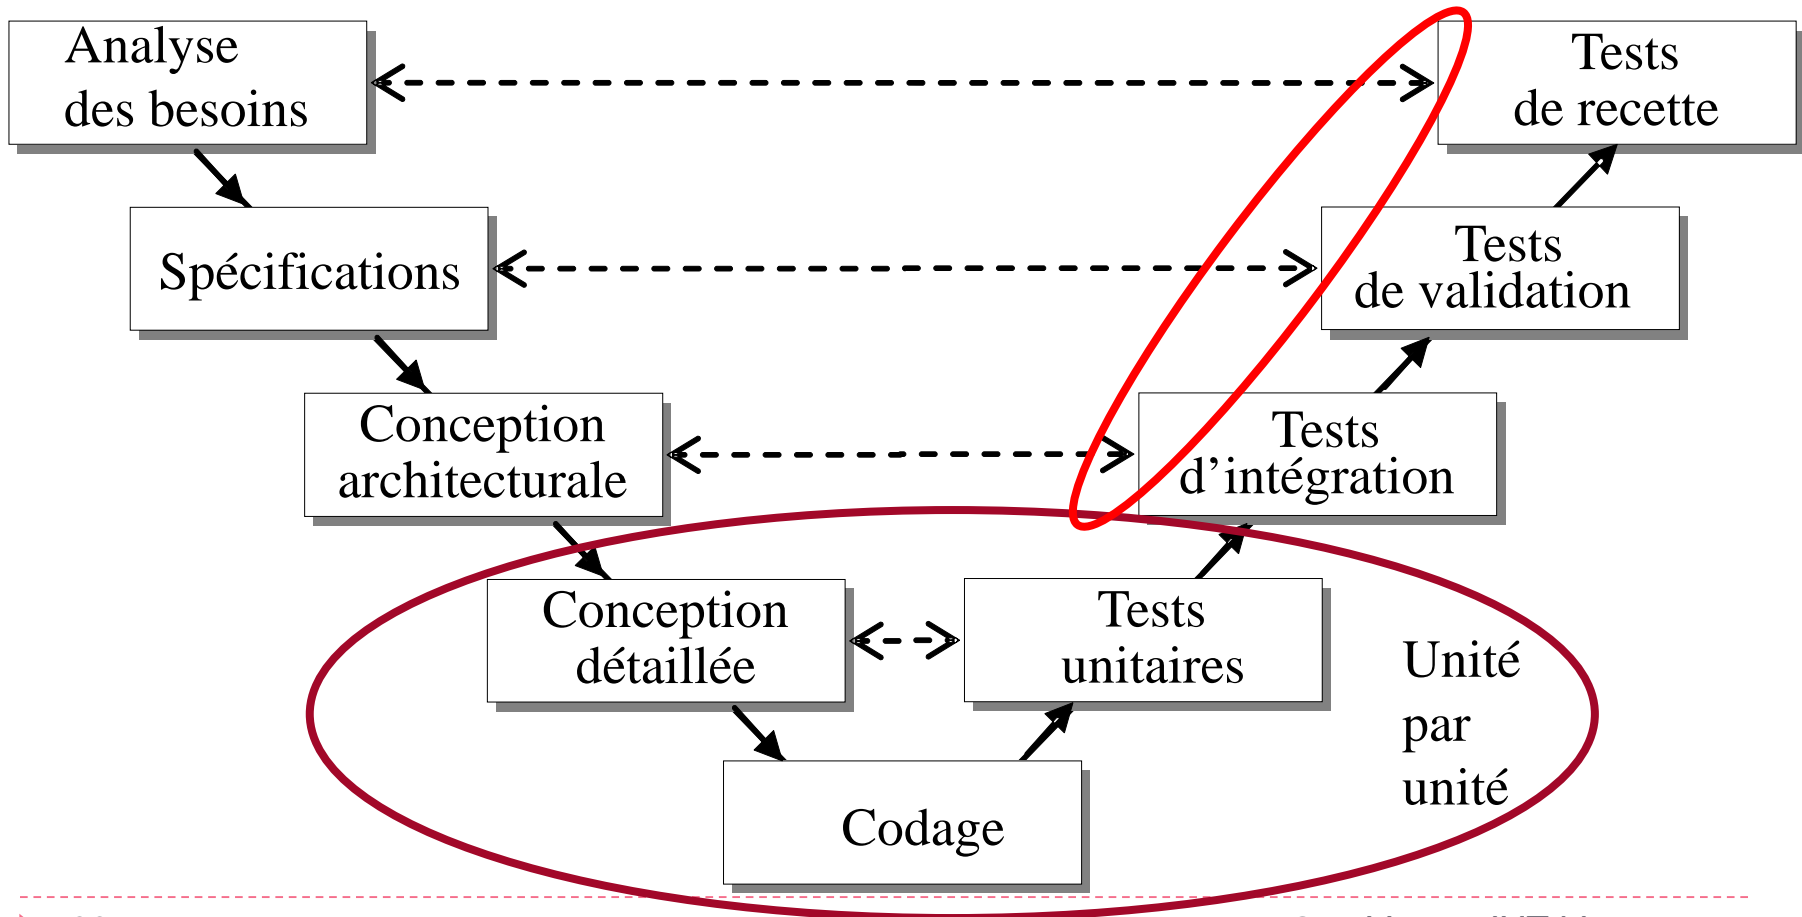 Analyse
des besoins
Tests
de recette
Spécifications
Tests
de validation
Conception
architecturale
Tests
d’intégration
Conception
détaillée
Tests
unitaires
Unité
par
unité
Codage